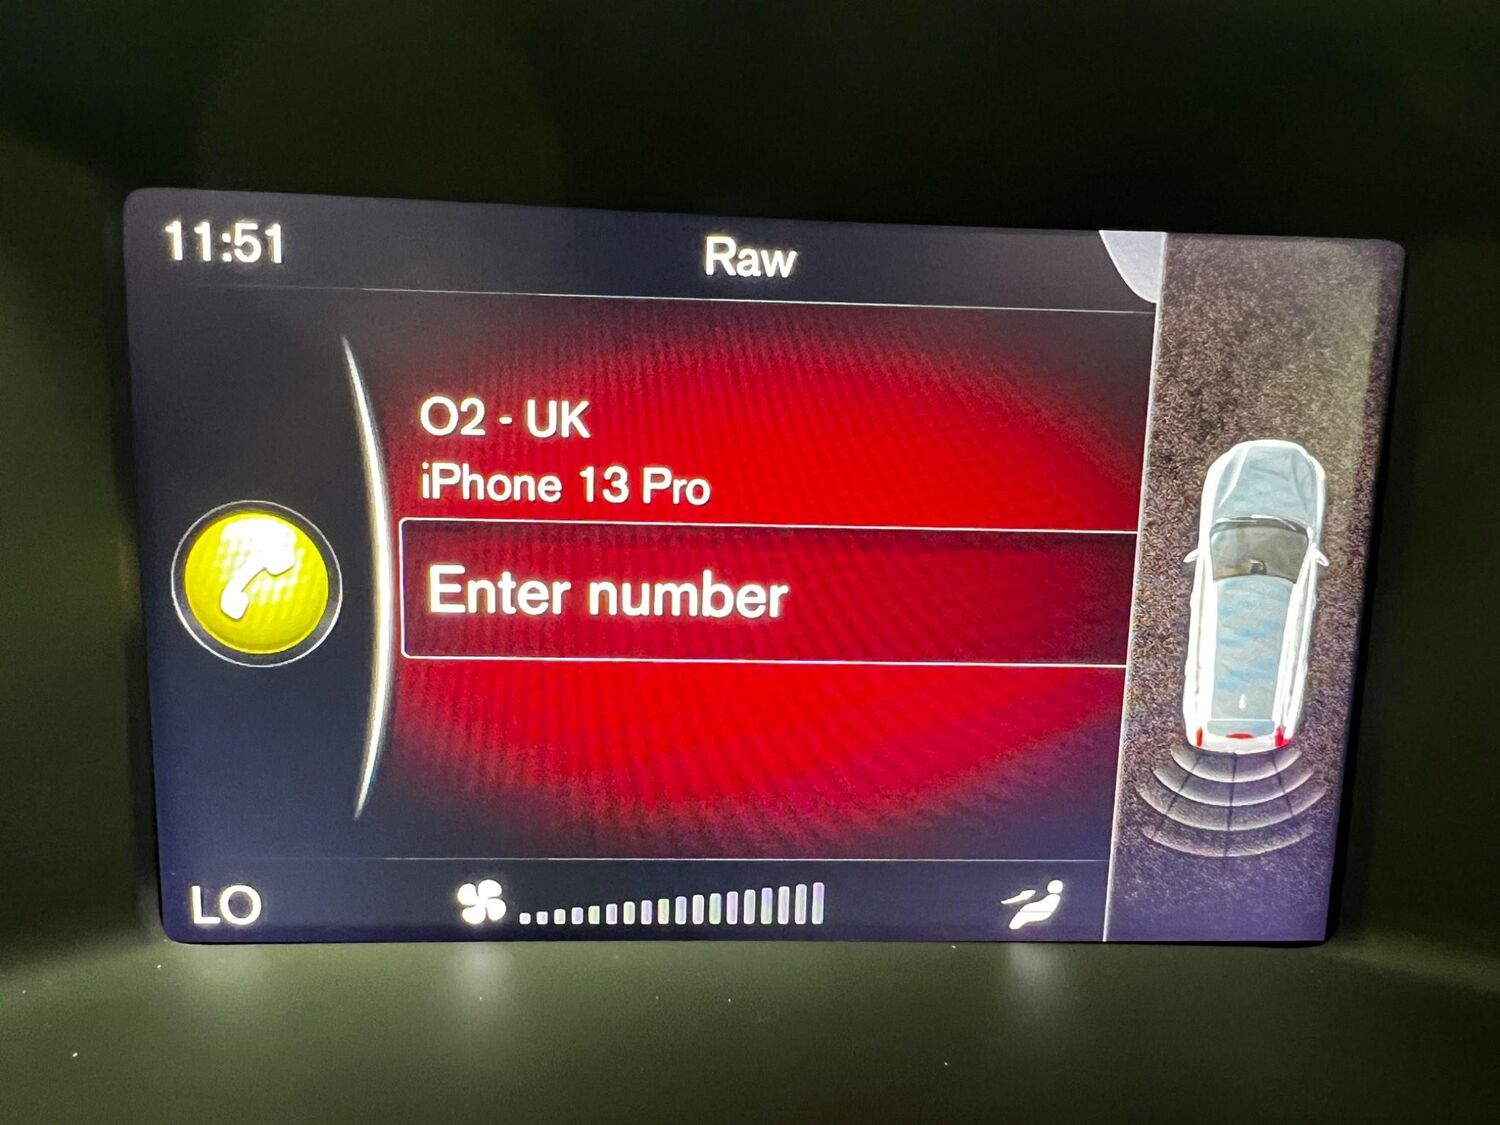 11:51
Raw
O2 - UK
iPhone 13 Pro
Enter number
LO